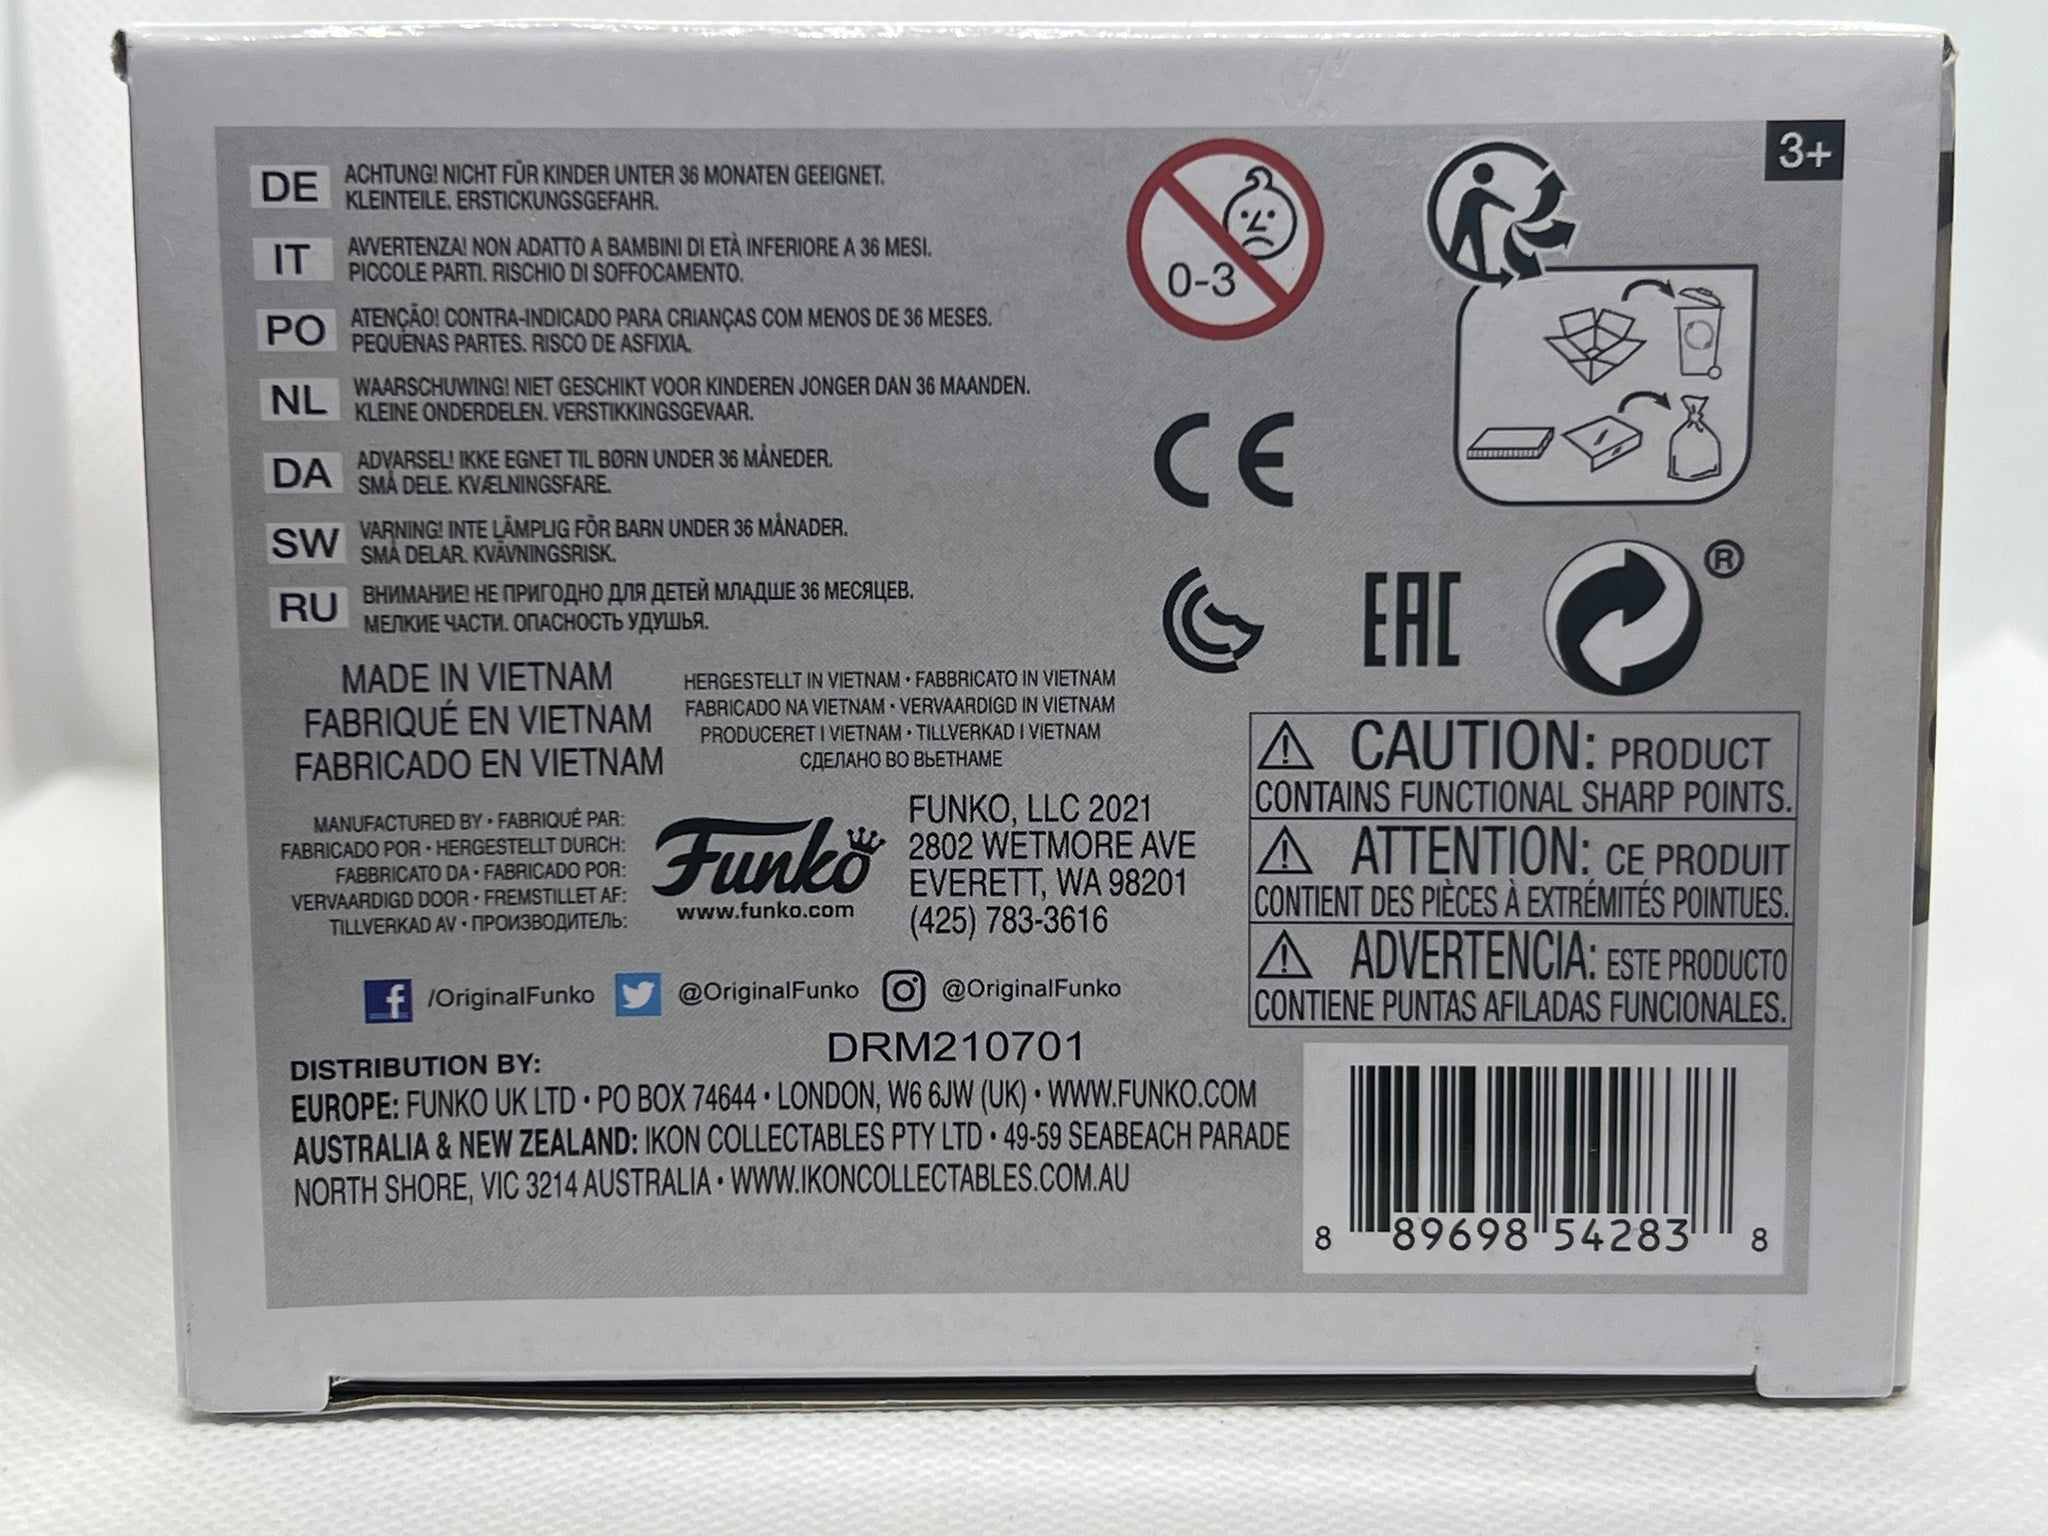 3+
DE
ACHTUNG! NICHT FÜR KINDER UNTER 36 MONATEN GEEIGNET.
KLEINTEILE. ERSTICKUNGSGEFAHR.
IT
AVVERTENZA! NON ADATTO A BAMBINI DI ETÀ INFERIORE A 36 MESI.
PICCOLE PARTI. RISCHIO DI SOFFOCAMENTO.
PO
ATENÇÃO! CONTRA-INDICADO PARA CRIANÇAS COM MENOS DE 36 MESES.
PEQUENAS PARTES. RISCO DE ASFIXIA.
NL
WAARSCHUWING! NIET GESCHIKT VOOR KINDEREN JONGER DAN 36 MAANDEN.
KLEINE ONDERDELEN. VERSTIKKINGSGEVAAR.
DA
ADVARSEL! IKKE EGNET TIL BØRN UNDER 36 MÅNEDER.
SMÅ DELE. KVÆLNINGSFARE.
SW
VARNING! INTE LÄMPLIG FÖR BARN UNDER 36 MÅNADER.
SMÅ DELAR. KVÄVNINGSRISK.
RU
ВНИМАНИЕ! НЕ ПРИГОДНО ДЛЯ ДЕТЕЙ МЛАДШЕ 36 МЕСЯЦЕВ.
МЕЛКИЕ ЧАСТИ. ОПАСНОСТЬ УДУШЬЯ.
0-3
CE
EAC
®
MADE IN VIETNAM
FABRIQUÉ EN VIETNAM
FABRICADO EN VIETNAM
HERGESTELLT IN VIETNAM • FABBRICATO IN VIETNAM
FABRICADO NA VIETNAM • VERVAARDIGD IN VIETNAM
PRODUCERET I VIETNAM • TILLVERKAD I VIETNAM
СДЕЛАНО ВО ВЬЕТНАМЕ
MANUFACTURED BY • FABRIQUÉ PAR:
FABRICADO POR • HERGESTELLT DURCH:
FABBRICATO DA • FABRICADO POR:
VERVAARDIGD DOOR • FREMSTILLET AF:
TILLVERKAD AV • ПРОИЗВОДИТЕЛЬ:
Funko
www.funko.com
FUNKO, LLC 2021
2802 WETMORE AVE
EVERETT, WA 98201
(425) 783-3616
CAUTION: PRODUCT
CONTAINS FUNCTIONAL SHARP POINTS.
ATTENTION: CE PRODUIT
CONTIENT DES PIÈCES À EXTRÉMITÉS POINTUES.
ADVERTENCIA: ESTE PRODUCTO
CONTIENE PUNTAS AFILADAS FUNCIONALES.
f /OriginalFunko @OriginalFunko @OriginalFunko
DRM210701
DISTRIBUTION BY:
EUROPE: FUNKO UK LTD • PO BOX 74644 • LONDON, W6 6JW (UK) • WWW.FUNKO.COM
AUSTRALIA & NEW ZEALAND: IKON COLLECTABLES PTY LTD • 49-59 SEABEACH PARADE
NORTH SHORE, VIC 3214 AUSTRALIA • WWW.IKONCOLLECTABLES.COM.AU
8 89698 54283 8